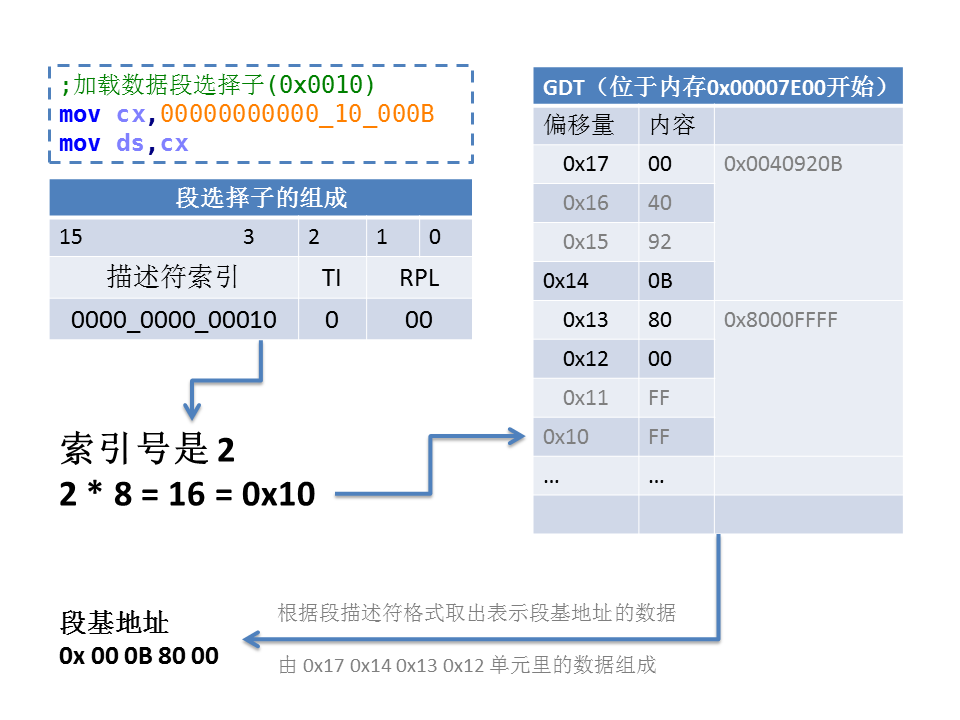 ;加载数据段选择子(0x0010)
mov cx,00000000000_10_000B
mov ds,cx
段选择子的组成
15 3 2 1 0
描述符索引 TI RPL
0000_0000_00010 0 00
索引号是 2
2 * 8 = 16 = 0x10
GDT（位于内存0x00007E00开始）
偏移量 内容
0x17 00 0x0040920B
0x16 40
0x15 92
0x14 0B
0x13 80 0x8000FFFF
0x12 00
0x11 FF
0x10 FF
... ...
段基地址
0x 00 0B 80 00
根据段描述符格式取出表示段基地址的数据
由 0x17 0x14 0x13 0x12 单元里的数据组成